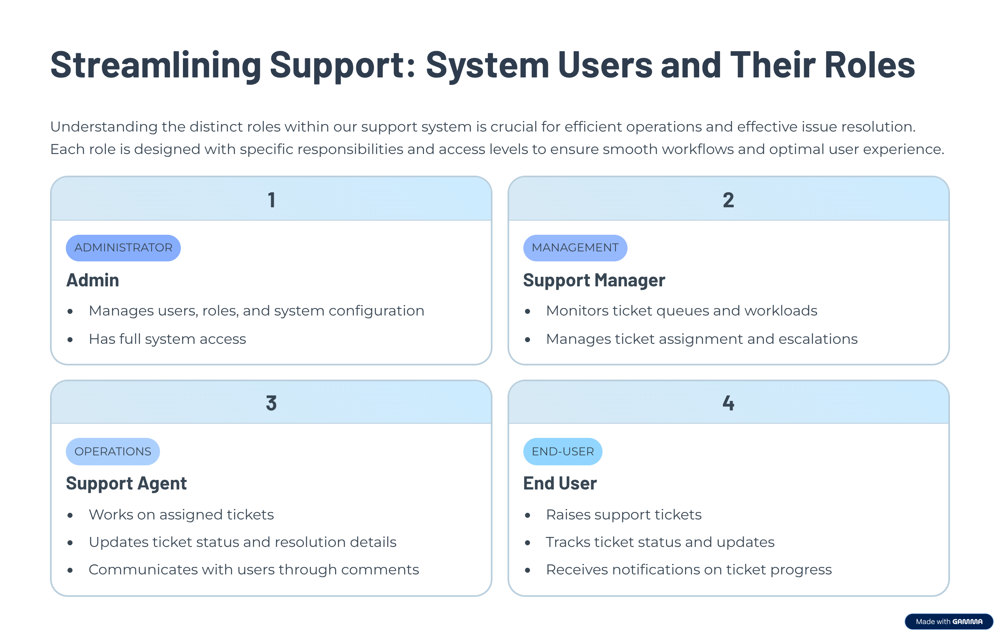 Streamlining Support: System Users and Their Roles
Understanding the distinct roles within our support system is crucial for efficient operations and effective issue resolution.
Each role is designed with specific responsibilities and access levels to ensure smooth workflows and optimal user experience.
1
ADMINISTRATOR
Admin
• Manages users, roles, and system configuration
• Has full system access
2
MANAGEMENT
Support Manager
• Monitors ticket queues and workloads
• Manages ticket assignment and escalations
3
OPERATIONS
Support Agent
• Works on assigned tickets
• Updates ticket status and resolution details
• Communicates with users through comments
4
END-USER
End User
• Raises support tickets
• Tracks ticket status and updates
• Receives notifications on ticket progress
Made with GAMMA